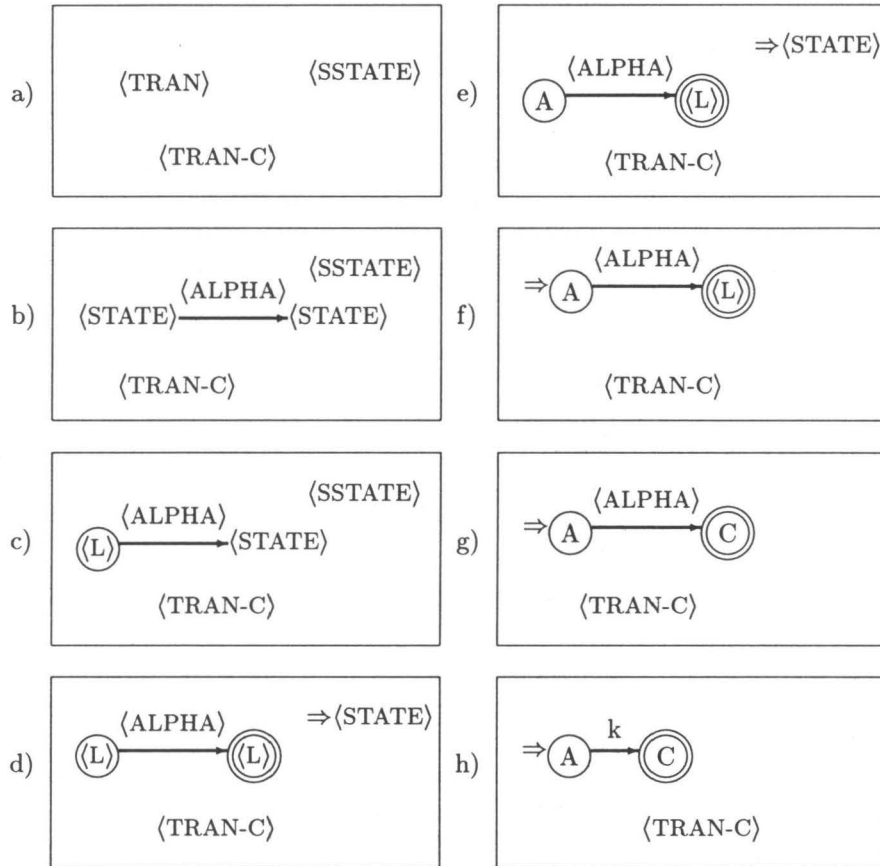 a)
⟨TRAN⟩ ⟨SSTATE⟩
⟨TRAN-C⟩
b)
⟨SSTATE⟩
⟨ALPHA⟩
⟨STATE⟩ ⟨STATE⟩
⟨TRAN-C⟩
c)
⟨SSTATE⟩
⟨ALPHA⟩
⟨L⟩ ⟨STATE⟩
⟨TRAN-C⟩
d)
⇒⟨STATE⟩
⟨ALPHA⟩
⟨L⟩ ⟨L⟩
⟨TRAN-C⟩
e)
⇒⟨STATE⟩
⟨ALPHA⟩
A ⟨L⟩
⟨TRAN-C⟩
f)
⟨ALPHA⟩
⇒ A ⟨L⟩
⟨TRAN-C⟩
g)
⟨ALPHA⟩
⇒ A C
⟨TRAN-C⟩
h)
k
⇒ A C
⟨TRAN-C⟩